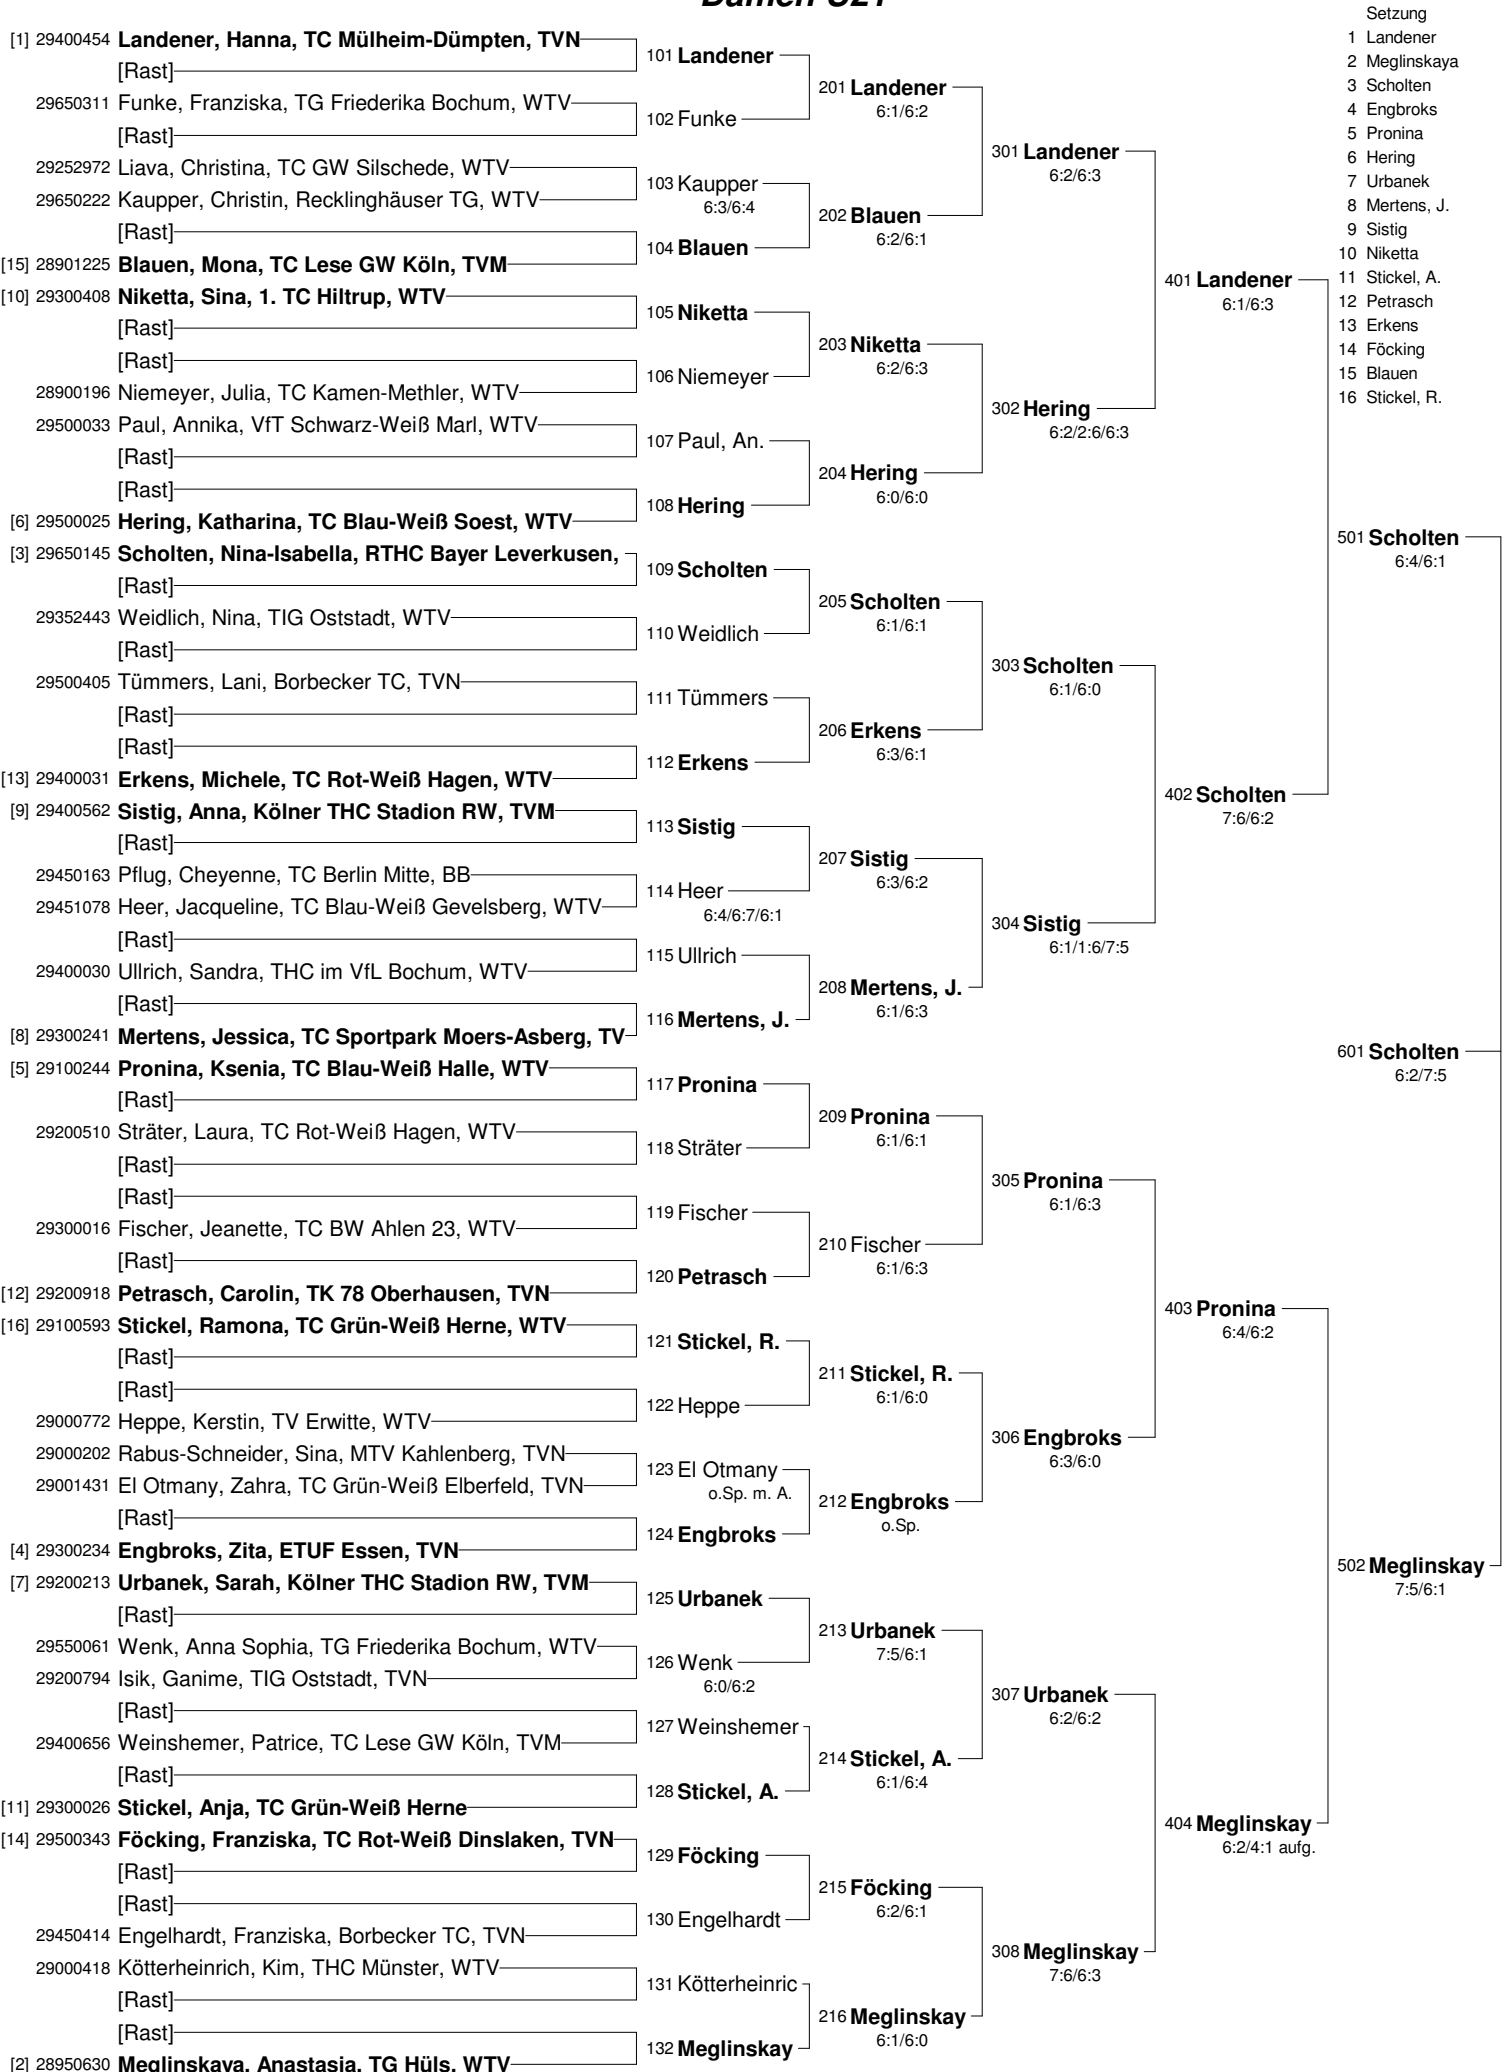 Damen U21
Setzung
1 Landener
2 Meglinskaya
3 Scholten
4 Engbroks
5 Pronina
6 Hering
7 Urbanek
8 Mertens, J.
9 Sistig
10 Niketta
11 Stickel, A.
12 Petrasch
13 Erkens
14 Föcking
15 Blauen
16 Stickel, R.
[1] 29400454 Landener, Hanna, TC Mülheim-Dümpten, TVN
[Rast]
29650311 Funke, Franziska, TG Friederika Bochum, WTV
[Rast]
29252972 Liava, Christina, TC GW Silschede, WTV
29650222 Kaupper, Christin, Recklinghäuser TG, WTV
[Rast]
[15] 28901225 Blauen, Mona, TC Lese GW Köln, TVM
[10] 29300408 Niketta, Sina, 1. TC Hiltrup, WTV
[Rast]
[Rast]
28900196 Niemeyer, Julia, TC Kamen-Methler, WTV
29500033 Paul, Annika, VfT Schwarz-Weiß Marl, WTV
[Rast]
[Rast]
[6] 29500025 Hering, Katharina, TC Blau-Weiß Soest, WTV
[3] 29650145 Scholten, Nina-Isabella, RTHC Bayer Leverkusen,
[Rast]
29352443 Weidlich, Nina, TIG Oststadt, WTV
[Rast]
29500405 Tümmers, Lani, Borbecker TC, TVN
[Rast]
[Rast]
[13] 29400031 Erkens, Michele, TC Rot-Weiß Hagen, WTV
[9] 29400562 Sistig, Anna, Kölner THC Stadion RW, TVM
[Rast]
29450163 Pflug, Cheyenne, TC Berlin Mitte, BB
29451078 Heer, Jacqueline, TC Blau-Weiß Gevelsberg, WTV
[Rast]
29400030 Ullrich, Sandra, THC im VfL Bochum, WTV
[Rast]
[8] 29300241 Mertens, Jessica, TC Sportpark Moers-Asberg, TV
[5] 29100244 Pronina, Ksenia, TC Blau-Weiß Halle, WTV
[Rast]
29200510 Sträter, Laura, TC Rot-Weiß Hagen, WTV
[Rast]
[Rast]
29300016 Fischer, Jeanette, TC BW Ahlen 23, WTV
[Rast]
[12] 29200918 Petrasch, Carolin, TK 78 Oberhausen, TVN
[16] 29100593 Stickel, Ramona, TC Grün-Weiß Herne, WTV
[Rast]
[Rast]
29000772 Heppe, Kerstin, TV Erwitte, WTV
29000202 Rabus-Schneider, Sina, MTV Kahlenberg, TVN
29001431 El Otmany, Zahra, TC Grün-Weiß Elberfeld, TVN
[Rast]
[4] 29300234 Engbroks, Zita, ETUF Essen, TVN
[7] 29200213 Urbanek, Sarah, Kölner THC Stadion RW, TVM
[Rast]
29550061 Wenk, Anna Sophia, TG Friederika Bochum, WTV
29200794 Isik, Ganime, TIG Oststadt, TVN
[Rast]
29400656 Weinshemer, Patrice, TC Lese GW Köln, TVM
[Rast]
[11] 29300026 Stickel, Anja, TC Grün-Weiß Herne
[14] 29500343 Föcking, Franziska, TC Rot-Weiß Dinslaken, TVN
[Rast]
[Rast]
29450414 Engelhardt, Franziska, Borbecker TC, TVN
29000418 Kötterheinrich, Kim, THC Münster, WTV
[Rast]
[Rast]
[2] 28950630 Meglinskaya, Anastasia, TG Hüls, WTV
101 Landener
102 Funke
103 Kaupper
6:3/6:4
104 Blauen
105 Niketta
106 Niemeyer
107 Paul, An.
108 Hering
109 Scholten
110 Weidlich
111 Tümmers
112 Erkens
113 Sistig
114 Heer
6:4/6:7/6:1
115 Ullrich
116 Mertens, J.
117 Pronina
118 Sträter
119 Fischer
120 Petrasch
121 Stickel, R.
122 Heppe
123 El Otmany
o.Sp. m. A.
124 Engbroks
125 Urbanek
126 Wenk
6:0/6:2
127 Weinshemer
128 Stickel, A.
129 Föcking
130 Engelhardt
131 Kötterheinric
132 Meglinskay
201 Landener
6:1/6:2
202 Blauen
6:2/6:1
203 Niketta
6:2/6:3
204 Hering
6:0/6:0
205 Scholten
6:1/6:1
206 Erkens
6:3/6:1
207 Sistig
6:3/6:2
208 Mertens, J.
6:1/6:3
209 Pronina
6:1/6:1
210 Fischer
6:1/6:3
211 Stickel, R.
6:1/6:0
212 Engbroks
o.Sp.
213 Urbanek
7:5/6:1
214 Stickel, A.
6:1/6:4
215 Föcking
6:2/6:1
216 Meglinskay
6:1/6:0
301 Landener
6:2/6:3
302 Hering
6:2/2:6/6:3
303 Scholten
6:1/6:0
304 Sistig
6:1/1:6/7:5
305 Pronina
6:1/6:3
306 Engbroks
6:3/6:0
307 Urbanek
6:2/6:2
308 Meglinskay
7:6/6:3
401 Landener
6:1/6:3
402 Scholten
7:6/6:2
403 Pronina
6:4/6:2
404 Meglinskay
6:2/4:1 aufg.
501 Scholten
6:4/6:1
502 Meglinskay
7:5/6:1
601 Scholten
6:2/7:5